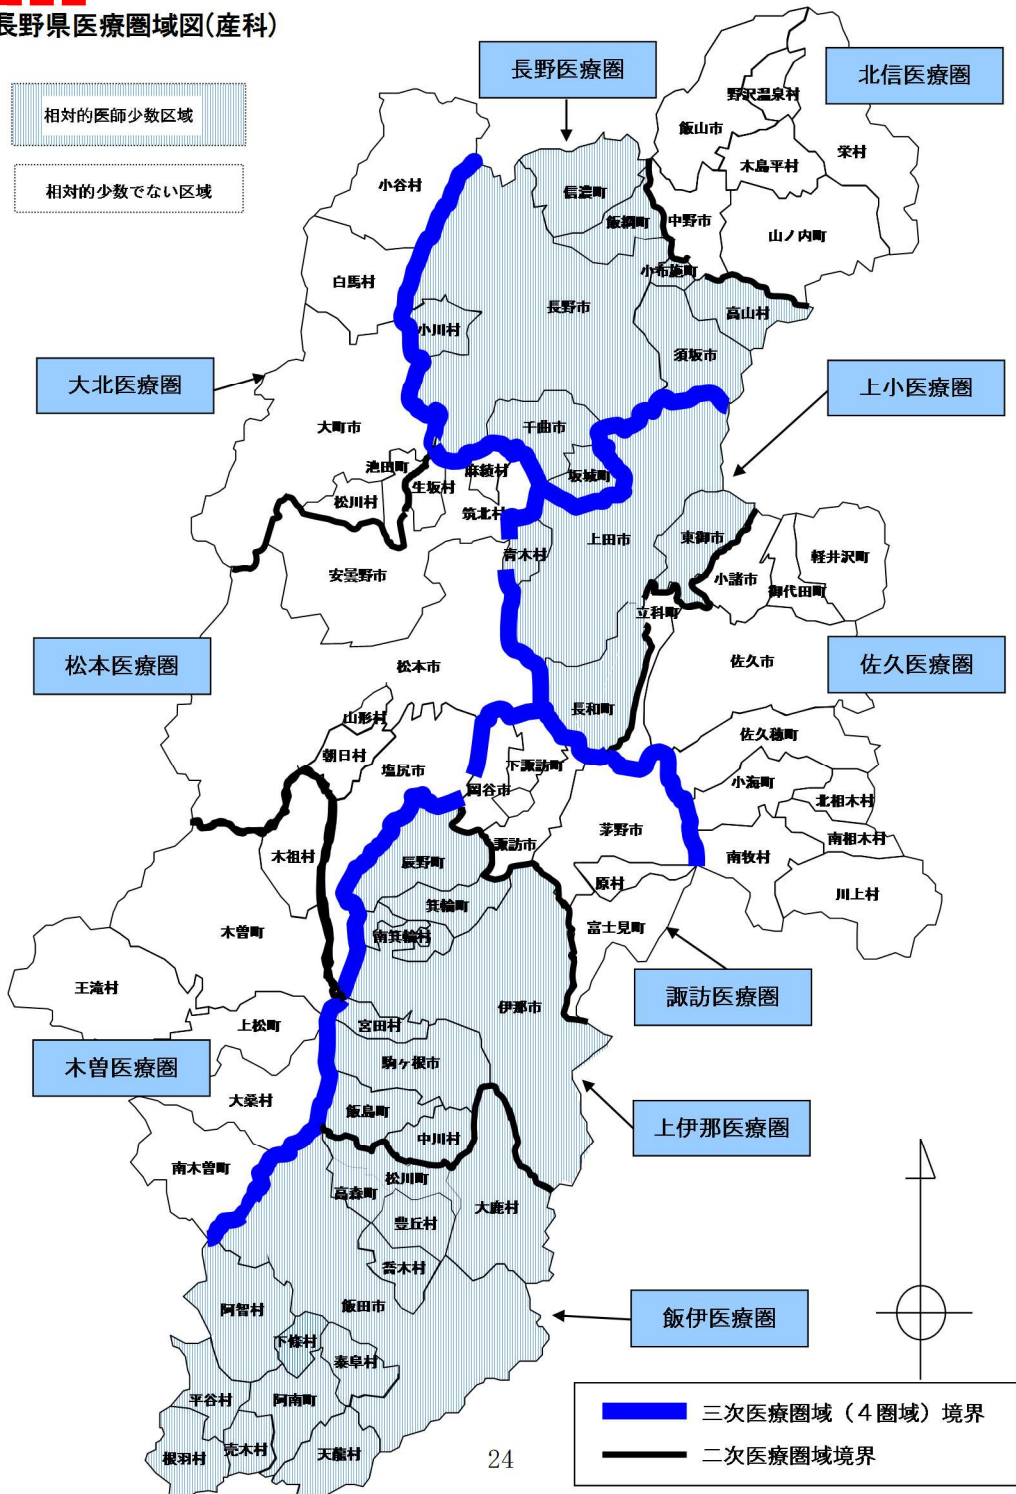 長野県医療圏域図(産科)
相対的医師少数区域
相対的少数でない区域
長野医療圏
北信医療圏
野沢温泉村
飯山市
栄村
木島平村
小谷村
信濃町
飯綱町
中野市
山ノ内町
小布施町
白馬村
長野市
高山村
小川村
須坂市
大北医療圏
上小医療圏
大町市
千曲市
池田町
麻績村
坂城町
生坂村
松川村
筑北村
上田市
東御市
青木村
軽井沢町
安曇野市
小諸市
御代田町
立科町
松本医療圏
松本市
佐久市
佐久医療圏
山形村
長和町
佐久穂町
朝日村
塩尻市
下諏訪町
小海町
岡谷市
北相木村
茅野市
諏訪市
南相木村
木祖村
辰野町
南牧村
原村
川上村
箕輪町
木曽町
南箕輪村
富士見町
王滝村
諏訪医療圏
伊那市
上松町
宮田村
木曽医療圏
駒ヶ根市
大桑村
飯島町
上伊那医療圏
中川村
南木曽町
松川町
高森町
大鹿村
豊丘村
喬木村
阿智村
飯田市
飯伊医療圏
下條村
泰阜村
平谷村
阿南町
三次医療圏域（４圏域）境界
売木村
天龍村
根羽村
二次医療圏域境界
24